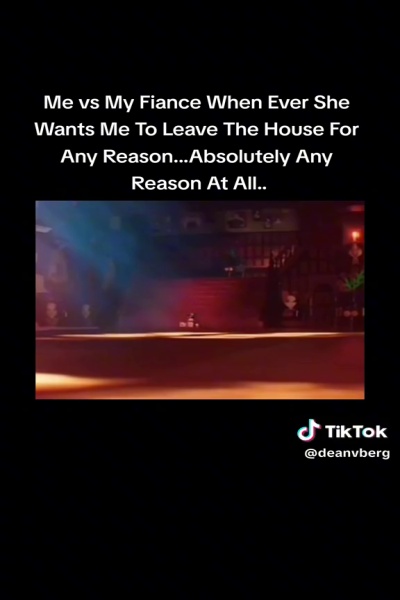 Me vs My Fiance When Ever She
Wants Me To Leave The House For
Any Reason...Absolutely Any
Reason At All..
TikTok
@deanvberg